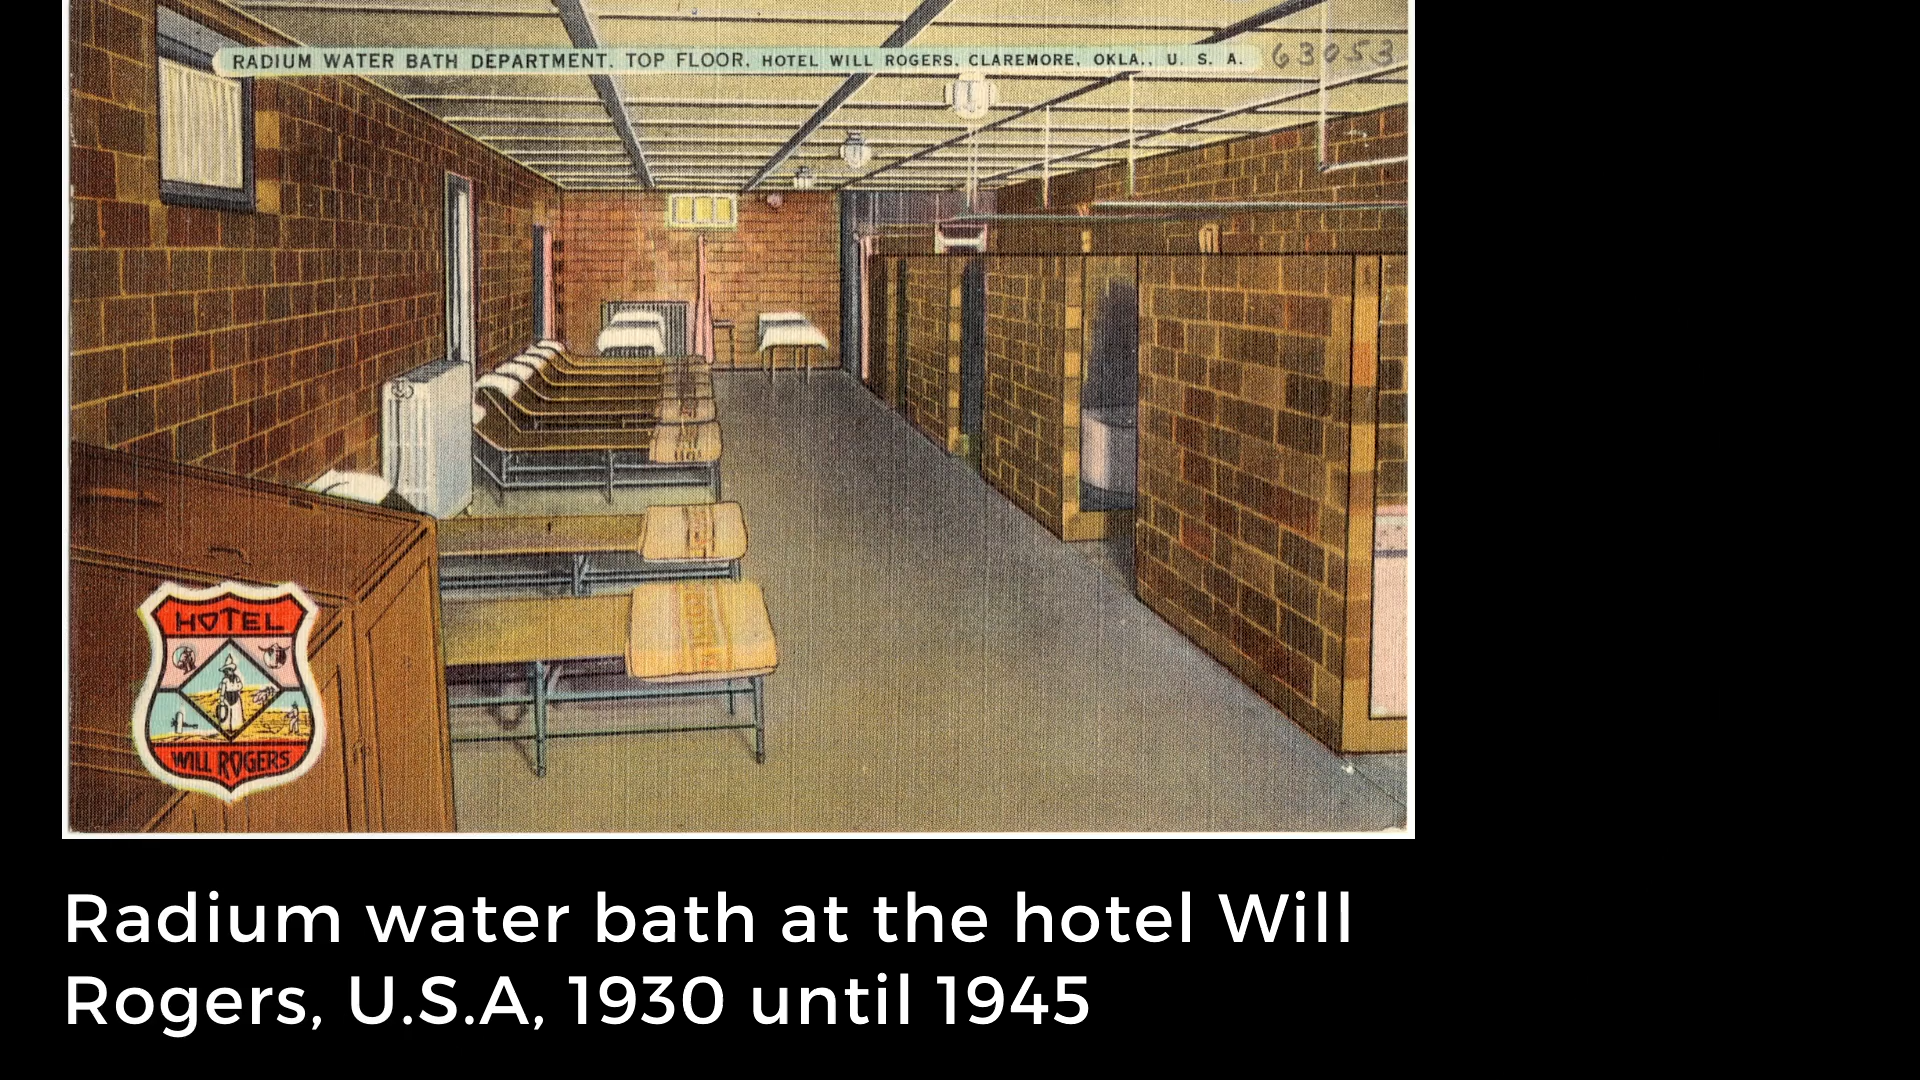 RADIUM WATER BATH DEPARTMENT. TOP FLOOR. HOTEL WILL ROGERS. CLAREMORE, OKLA., U. S. A. 63053
HOTEL
WILL ROGERS
Radium water bath at the hotel Will
Rogers, U.S.A, 1930 until 1945